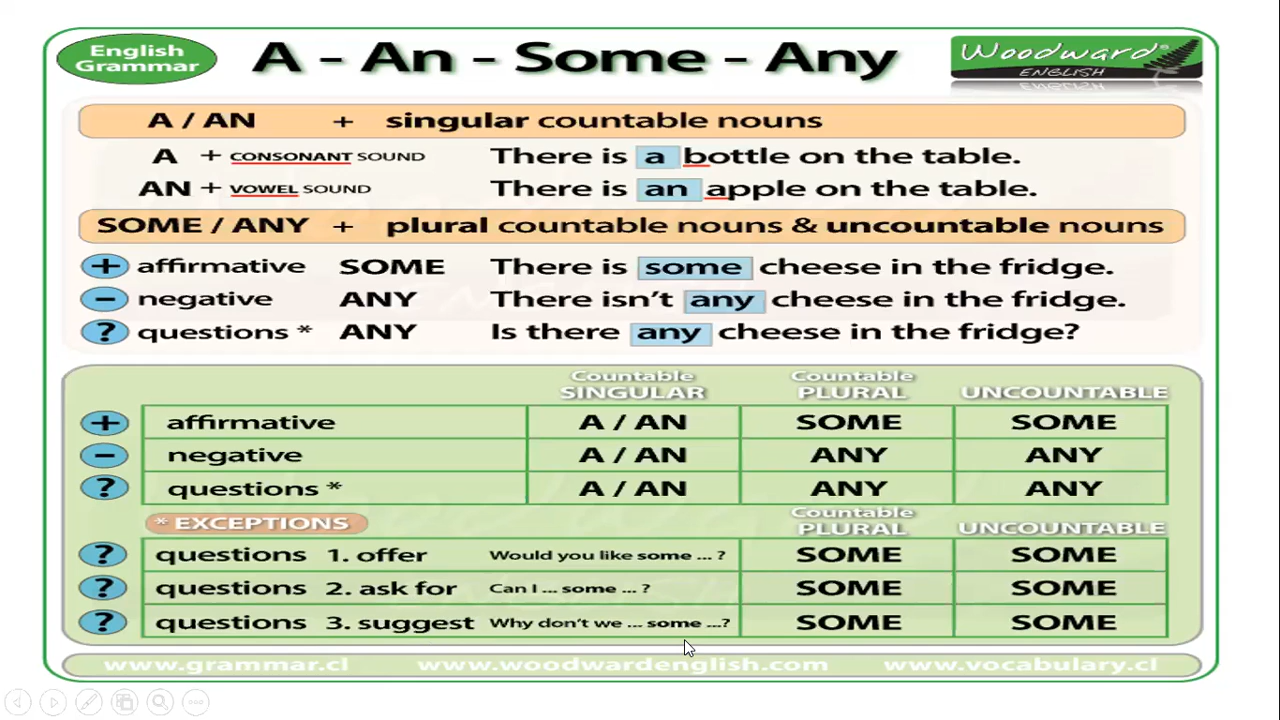 English
Grammar
A - An - Some - Any
Woodward®
ENGLISH
A / AN + singular countable nouns
A + CONSONANT SOUND There is a bottle on the table.
AN + VOWEL SOUND There is an apple on the table.
SOME / ANY + plural countable nouns & uncountable nouns
+ affirmative SOME There is some cheese in the fridge.
- negative ANY There isn't any cheese in the fridge.
? questions * ANY Is there any cheese in the fridge?
Countable Countable
SINGULAR PLURAL UNCOUNTABLE
+ affirmative A / AN SOME SOME
- negative A / AN ANY ANY
? questions * A / AN ANY ANY
Countable
* EXCEPTIONS PLURAL UNCOUNTABLE
? questions 1. offer Would you like some ... ? SOME SOME
? questions 2. ask for Can I ... some ... ? SOME SOME
? questions 3. suggest Why don't we ... some ...? SOME SOME
www.grammar.cl www.woodwardenglish.com www.vocabulary.cl